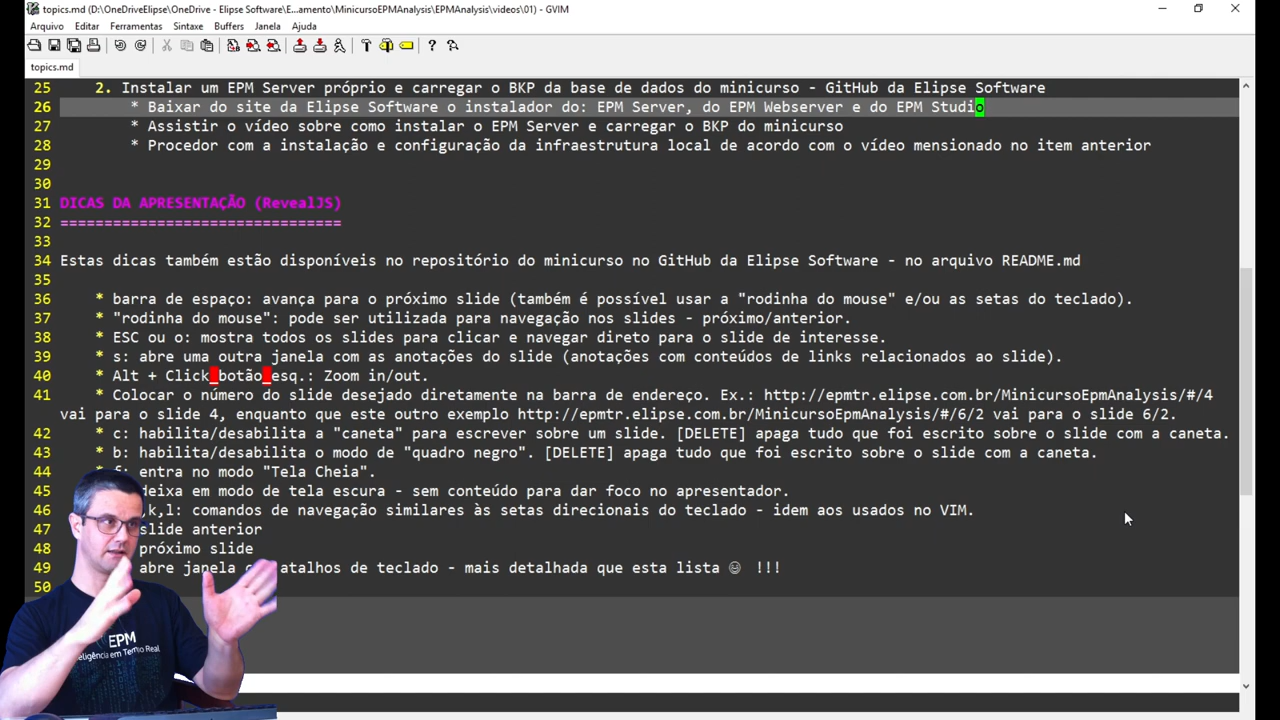 topics.md (D:\OneDriveElipse\OneDrive - Elipse Software\E...amento\MinicursoEPMAnalysis\EPMAnalysis\videos\01) - GVIM
Arquivo Editar Ferramentas Sintaxe Buffers Janela Ajuda
topics.md
25 2. Instalar um EPM Server próprio e carregar o BKP da base de dados do minicurso - GitHub da Elipse Software
26 * Baixar do site da Elipse Software o instalador do: EPM Server, do EPM Webserver e do EPM Studio
27 * Assistir o vídeo sobre como instalar o EPM Server e carregar o BKP do minicurso
28 * Procedor com a instalação e configuração da infraestrutura local de acordo com o vídeo mensionado no item anterior
29
30
31 DICAS DA APRESENTAÇÃO (RevealJS)
32 ================================
33
34 Estas dicas também estão disponíveis no repositório do minicurso no GitHub da Elipse Software - no arquivo README.md
35
36 * barra de espaço: avança para o próximo slide (também é possível usar a "rodinha do mouse" e/ou as setas do teclado).
37 * "rodinha do mouse": pode ser utilizada para navegação nos slides - próximo/anterior.
38 * ESC ou o: mostra todos os slides para clicar e navegar direto para o slide de interesse.
39 * s: abre uma outra janela com as anotações do slide (anotações com conteúdos de links relacionados ao slide).
40 * Alt + Click_botão_esq.: Zoom in/out.
41 * Colocar o número do slide desejado diretamente na barra de endereço. Ex.: http://epmtr.elipse.com.br/MinicursoEpmAnalysis/#/4
vai para o slide 4, enquanto que este outro exemplo http://epmtr.elipse.com.br/MinicursoEpmAnalysis/#/6/2 vai para o slide 6/2.
42 * c: habilita/desabilita a "caneta" para escrever sobre um slide. [DELETE] apaga tudo que foi escrito sobre o slide com a caneta.
43 * b: habilita/desabilita o modo de "quadro negro". [DELETE] apaga tudo que foi escrito sobre o slide com a caneta.
44 * f: entra no modo "Tela Cheia".
45 deixa em modo de tela escura - sem conteúdo para dar foco no apresentador.
46 ,k,l: comandos de navegação similares às setas direcionais do teclado - idem aos usados no VIM.
47 slide anterior
48 próximo slide
49 abre janela atalhos de teclado - mais detalhada que esta lista 😊 !!!
50
EPM
Inteligência em Tempo Real